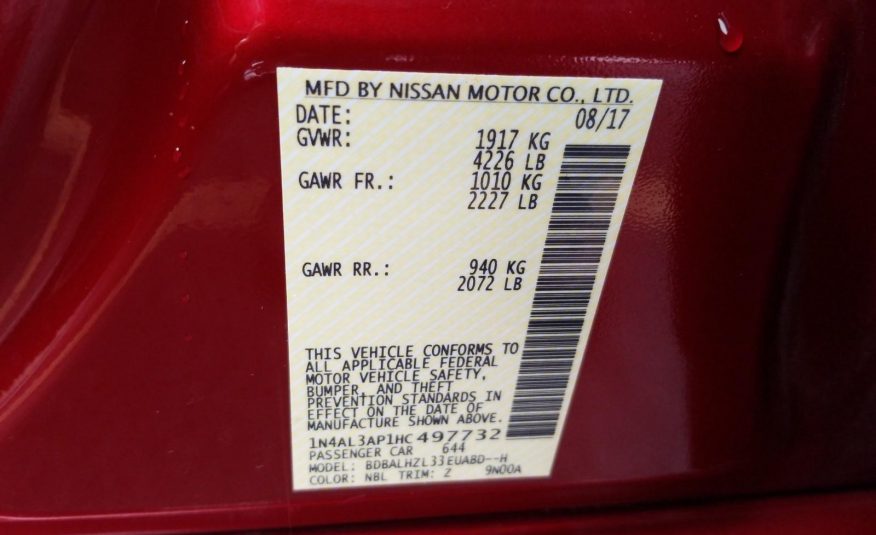 MFD BY NISSAN MOTOR CO., LTD.
DATE: 08/17
GVWR: 1917 KG
4226 LB
GAWR FR.: 1010 KG
2227 LB
GAWR RR.: 940 KG
2072 LB
THIS VEHICLE CONFORMS TO
ALL APPLICABLE FEDERAL
MOTOR VEHICLE SAFETY,
BUMPER, AND THEFT
PREVENTION STANDARDS IN
EFFECT ON THE DATE OF
MANUFACTURE SHOWN ABOVE.
1N4AL3AP1HC497732
PASSENGER CAR 644
MODEL: BDBALHZL33EUABD--H
COLOR: NBL TRIM: Z 9N00A